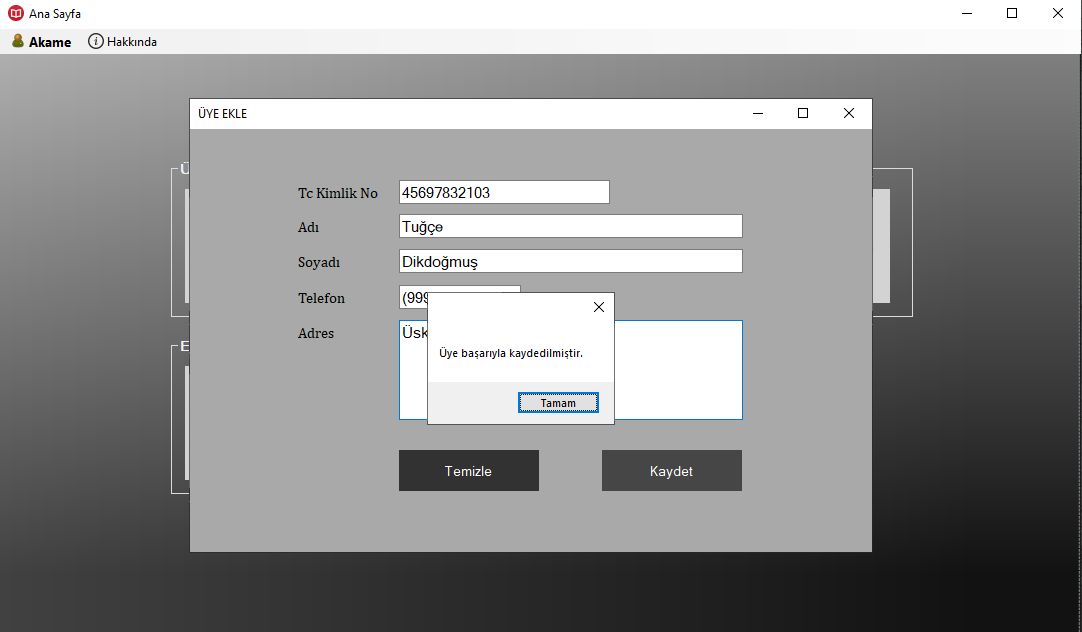 Ana Sayfa
Akame
Hakkında
ÜYE EKLE
Tc Kimlik No 45697832103
Adı Tuğçe
Soyadı Dikdoğmuş
Telefon (999
Adres
Üye başarıyla kaydedilmiştir.
Tamam
Temizle Kaydet